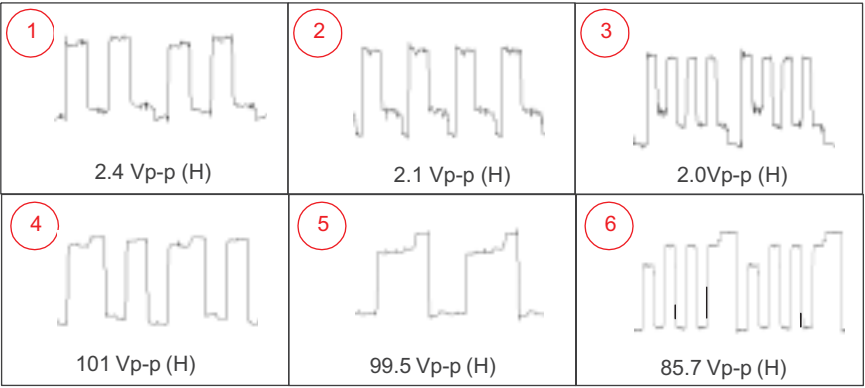 1
2
3
2.4 Vp-p (H)
2.1 Vp-p (H)
2.0Vp-p (H)
4
5
6
101 Vp-p (H)
99.5 Vp-p (H)
85.7 Vp-p (H)